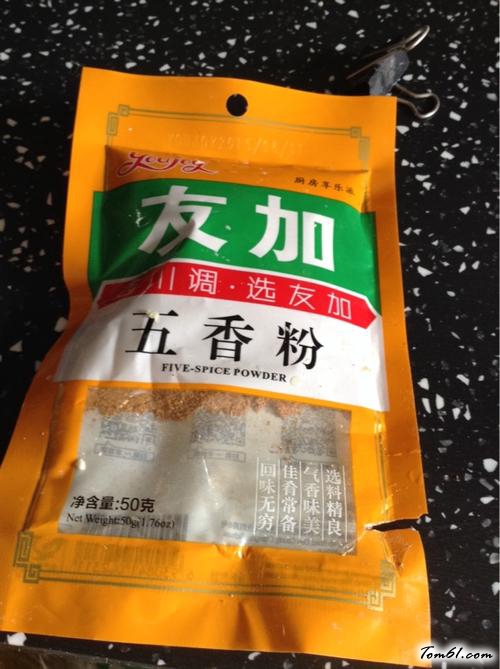 youjia
厨房享乐派
友加
川调·选友加
五香粉
FIVE-SPICE POWDER
选料精良
气香味美
佳肴常备
回味无穷
净含量:50克
Net Weight:50g(1.76oz)
Tom61.com